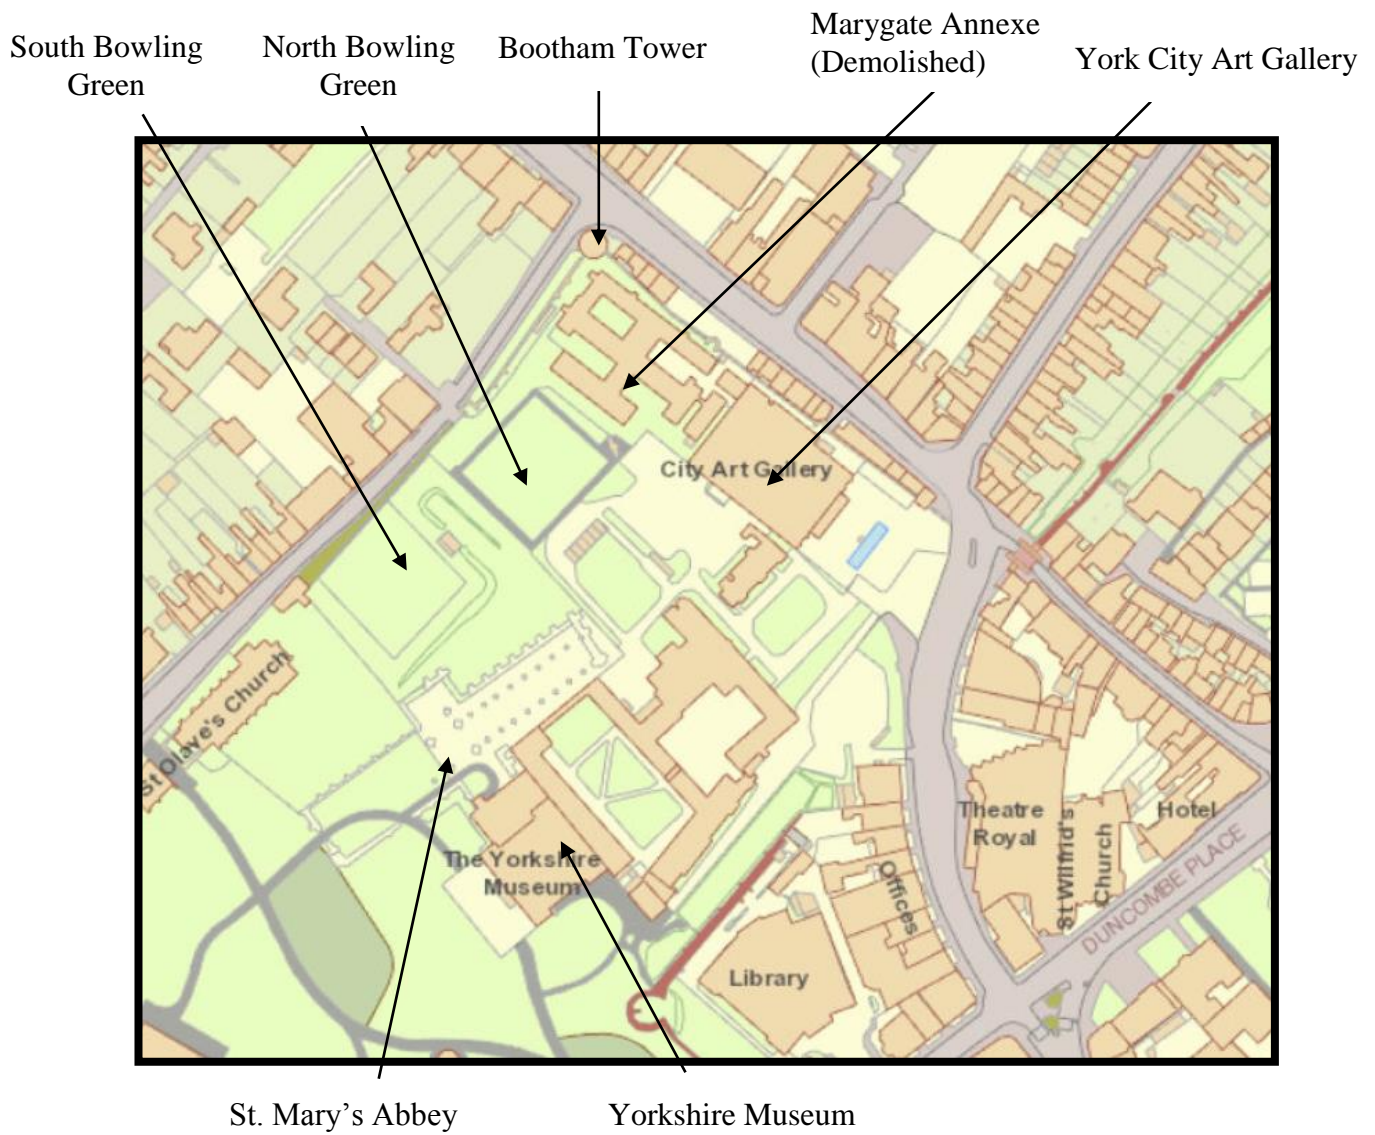 South Bowling
Green
North Bowling
Green
Bootham Tower
Marygate Annexe
(Demolished)
York City Art Gallery
City Art Gallery
St Olave's Church
The Yorkshire
Museum
Theatre
Royal
St Wilfrid's
Church
Hotel
Offices
DUNCOMBE PLACE
Library
St. Mary’s Abbey
Yorkshire Museum